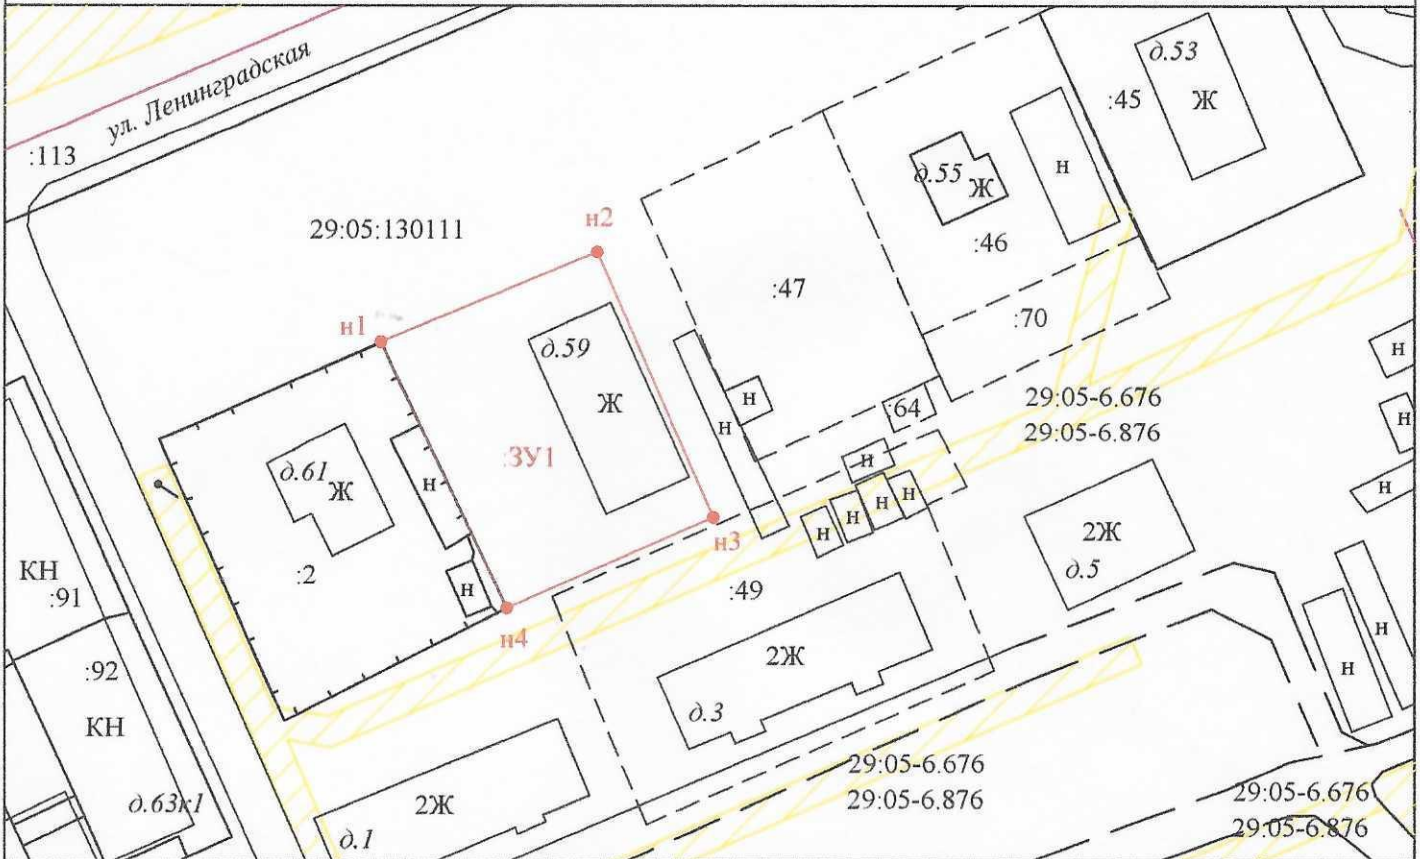 ул. Ленинградская
:113
29:05:130111
д.53
:45
Ж
д.55
Ж
н
:46
н2
:47
:70
н1
д.59
Ж
н
н
:64
29:05-6.676
29:05-6.876
н
н
н
:ЗУ1
д.61
Ж
н
н
н
н
н
н
н3
2Ж
д.5
КН
:91
:2
н
:49
н4
н
н
:92
2Ж
КН
д.3
29:05-6.676
29:05-6.876
29:05-6.676
29:05-6.876
д.63к1
2Ж
д.1